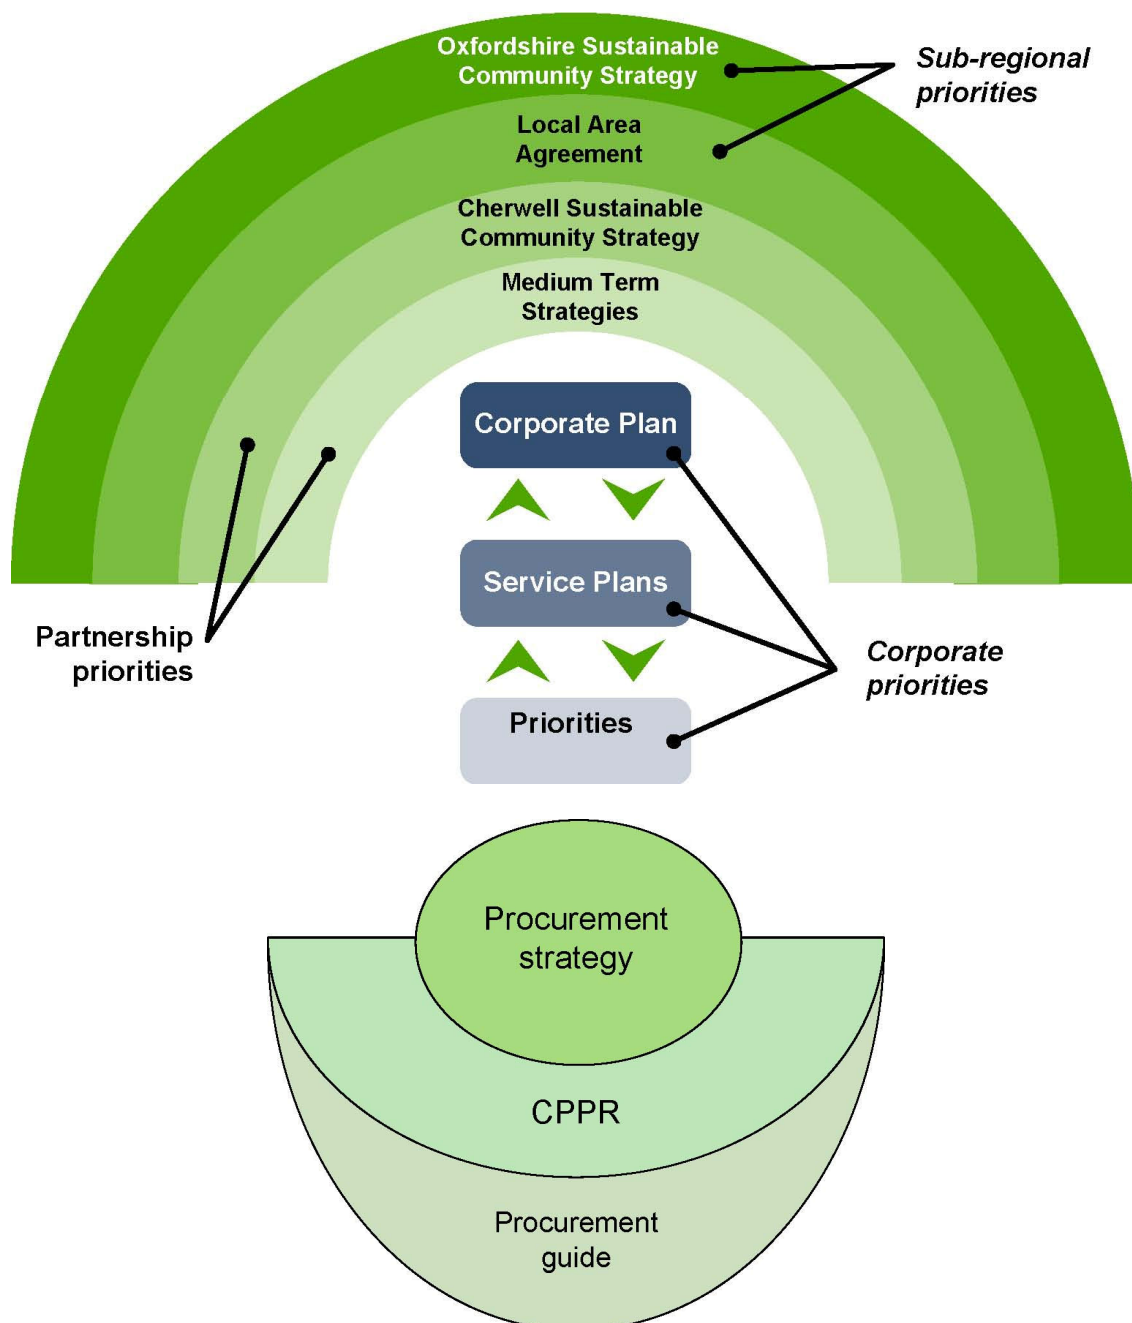 Oxfordshire Sustainable
Community Strategy
Sub-regional
priorities
Local Area
Agreement
Cherwell Sustainable
Community Strategy
Medium Term
Strategies
Corporate Plan
Service Plans
Partnership
priorities
Corporate
priorities
Priorities
Procurement
strategy
CPPR
Procurement
guide